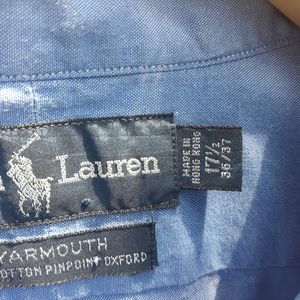 Lauren
MADE IN
HONG KONG
17 1/2
36/37
YARMOUTH
COTTON PINPOINT OXFORD